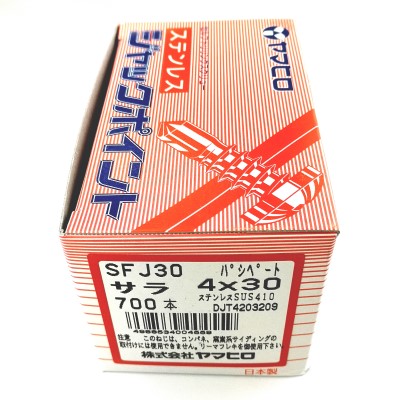 ヤマヒロ
ステンレス
ジャックポイント
SFJ30 パシペート
サラ 4×30
700本 ステンレスSUS410
DJT4203209
注意 このねじは、コンパネ、窯業系サイディングの
取付けには使用できません。リーマフレキを御使用下さい
株式会社ヤマヒロ
日本製